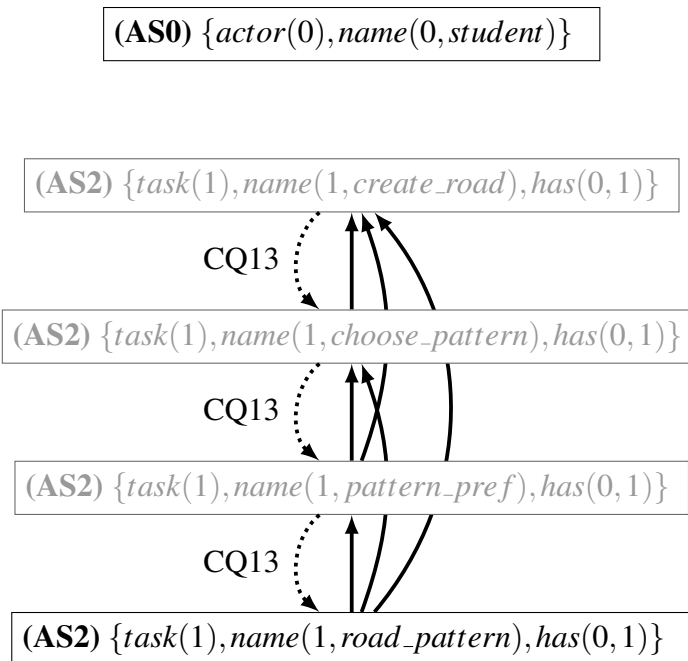 (AS0) {actor(0),name(0,student)}
(AS2) {task(1),name(1,create_road),has(0,1)}
CQ13
(AS2) {task(1),name(1,choose_pattern),has(0,1)}
CQ13
(AS2) {task(1),name(1,pattern_pref),has(0,1)}
CQ13
(AS2) {task(1),name(1,road_pattern),has(0,1)}